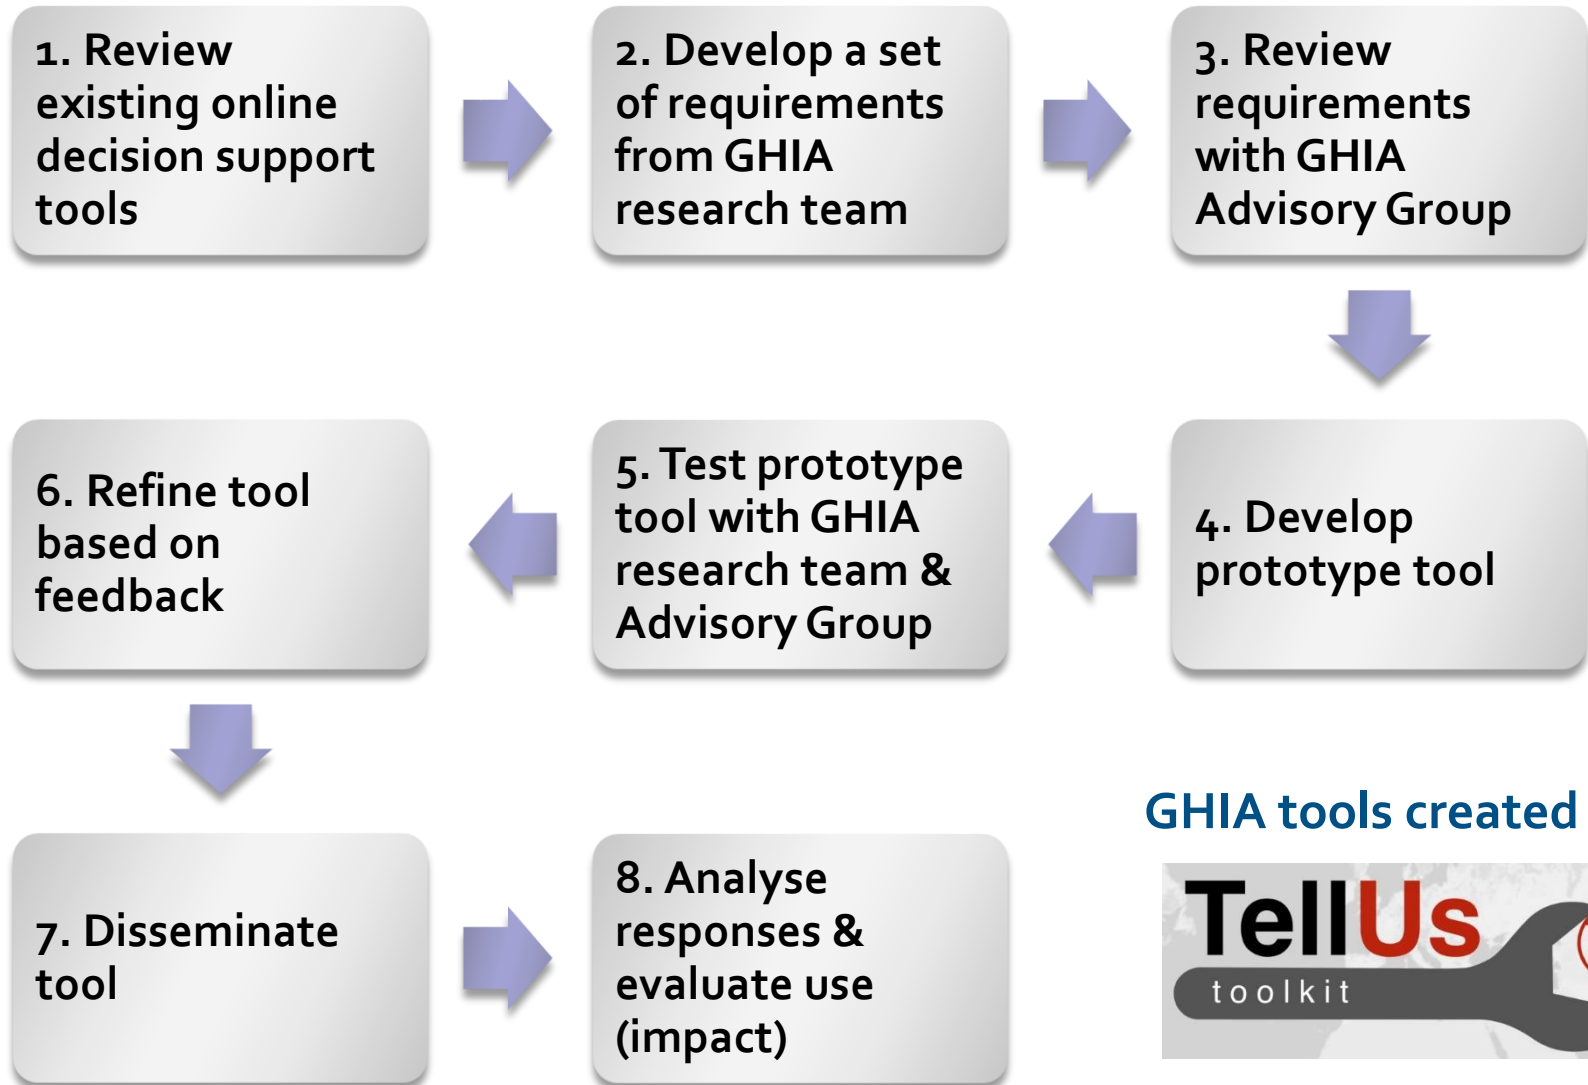 1. Review
existing online
decision support
tools
2. Develop a set
of requirements
from GHIA
research team
3. Review
requirements
with GHIA
Advisory Group
4. Develop
prototype tool
5. Test prototype
tool with GHIA
research team &
Advisory Group
6. Refine tool
based on
feedback
7. Disseminate
tool
8. Analyse
responses &
evaluate use
(impact)
GHIA tools created
TellUs
toolkit